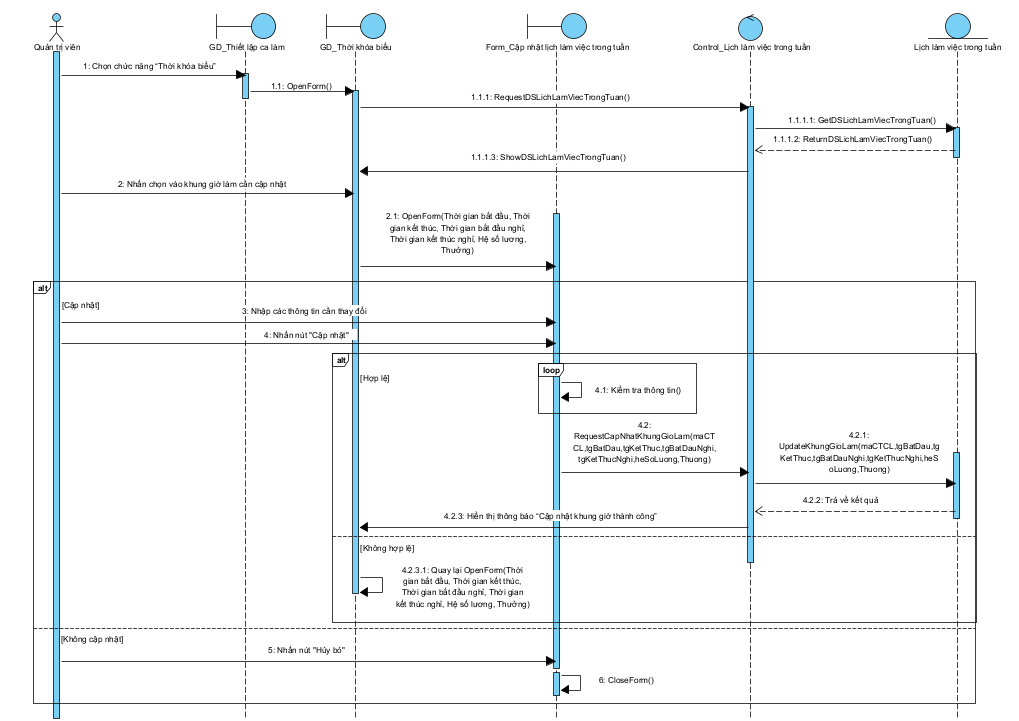 Quản trị viên
GD_Thiết lập ca làm
GD_Thời khóa biểu
Form_Cập nhật lịch làm việc trong tuần
Control_Lịch làm việc trong tuần
Lịch làm việc trong tuần
1: Chọn chức năng "Thời khóa biểu"
1.1: OpenForm()
1.1.1: RequestDSLichLamViecTrongTuan()
1.1.1.1: GetDSLichLamViecTrongTuan()
1.1.1.2: ReturnDSLichLamViecTrongTuan()
1.1.1.3: ShowDSLichLamViecTrongTuan()
2: Nhấn chọn vào khung giờ làm cần cập nhật
2.1: OpenForm(Thời gian bắt đầu, Thời
gian kết thúc, Thời gian bắt đầu nghỉ,
Thời gian kết thúc nghỉ, Hệ số lương,
Thưởng)
alt
[Cập nhật]
3: Nhập các thông tin cần thay đổi
4: Nhấn nút "Cập nhật"
alt
[Hợp lệ]
loop
4.1: Kiểm tra thông tin()
4.2:
RequestCapNhatKhungGioLam(maCT
CL,tgBatDau,tgKetThuc,tgBatDauNghi,
tgKetThucNghi,heSoLuong,Thuong)
4.2.1:
UpdateKhungGioLam(maCTCL,tgBatDau,tg
KetThuc,tgBatDauNghi,tgKetThucNghi,heS
oLuong,Thuong)
4.2.2: Trả về kết quả
4.2.3: Hiển thị thông báo "Cập nhật khung giờ thành công"
[Không hợp lệ]
4.2.3.1: Quay lại OpenForm(Thời
gian bắt đầu, Thời gian kết thúc,
Thời gian bắt đầu nghỉ, Thời gian
kết thúc nghỉ, Hệ số lương, Thưởng)
[Không cập nhật]
5: Nhấn nút "Hủy bỏ"
6: CloseForm()